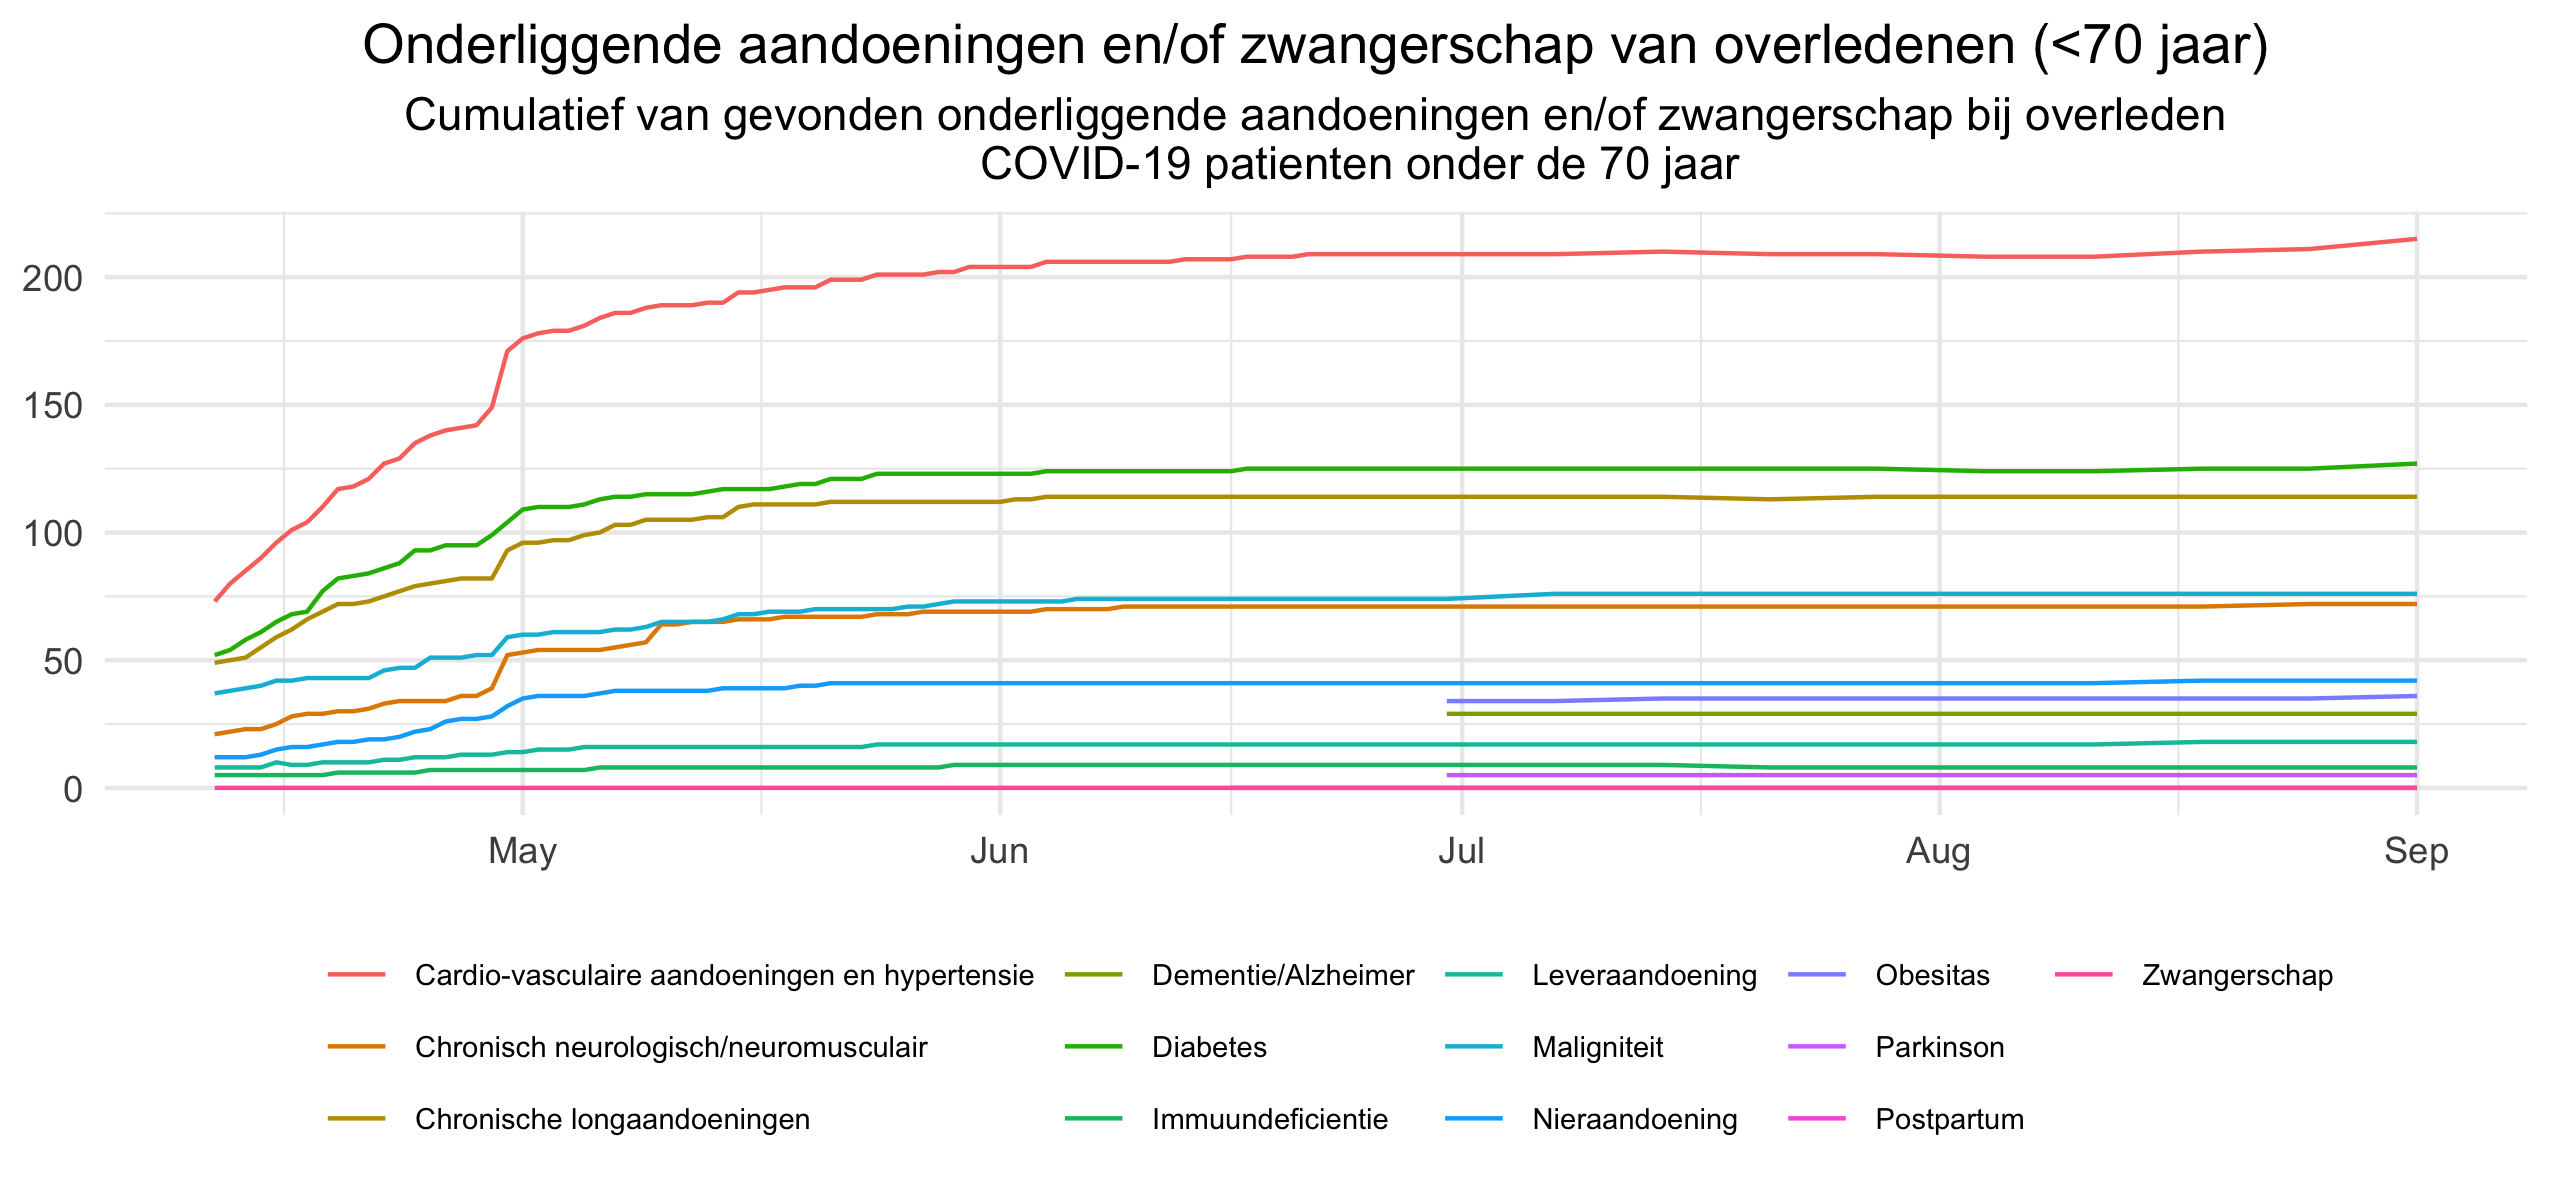 Onderliggende aandoeningen en/of zwangerschap van overledenen (<70 jaar)
Cumulatief van gevonden onderliggende aandoeningen en/of zwangerschap bij overleden
COVID-19 patienten onder de 70 jaar
200
150
100
50
0
May Jun Jul Aug Sep
Cardio-vasculaire aandoeningen en hypertensie Dementie/Alzheimer Leveraandoening Obesitas Zwangerschap
Chronisch neurologisch/neuromusculair Diabetes Maligniteit Parkinson
Chronische longaandoeningen Immuundeficientie Nieraandoening Postpartum